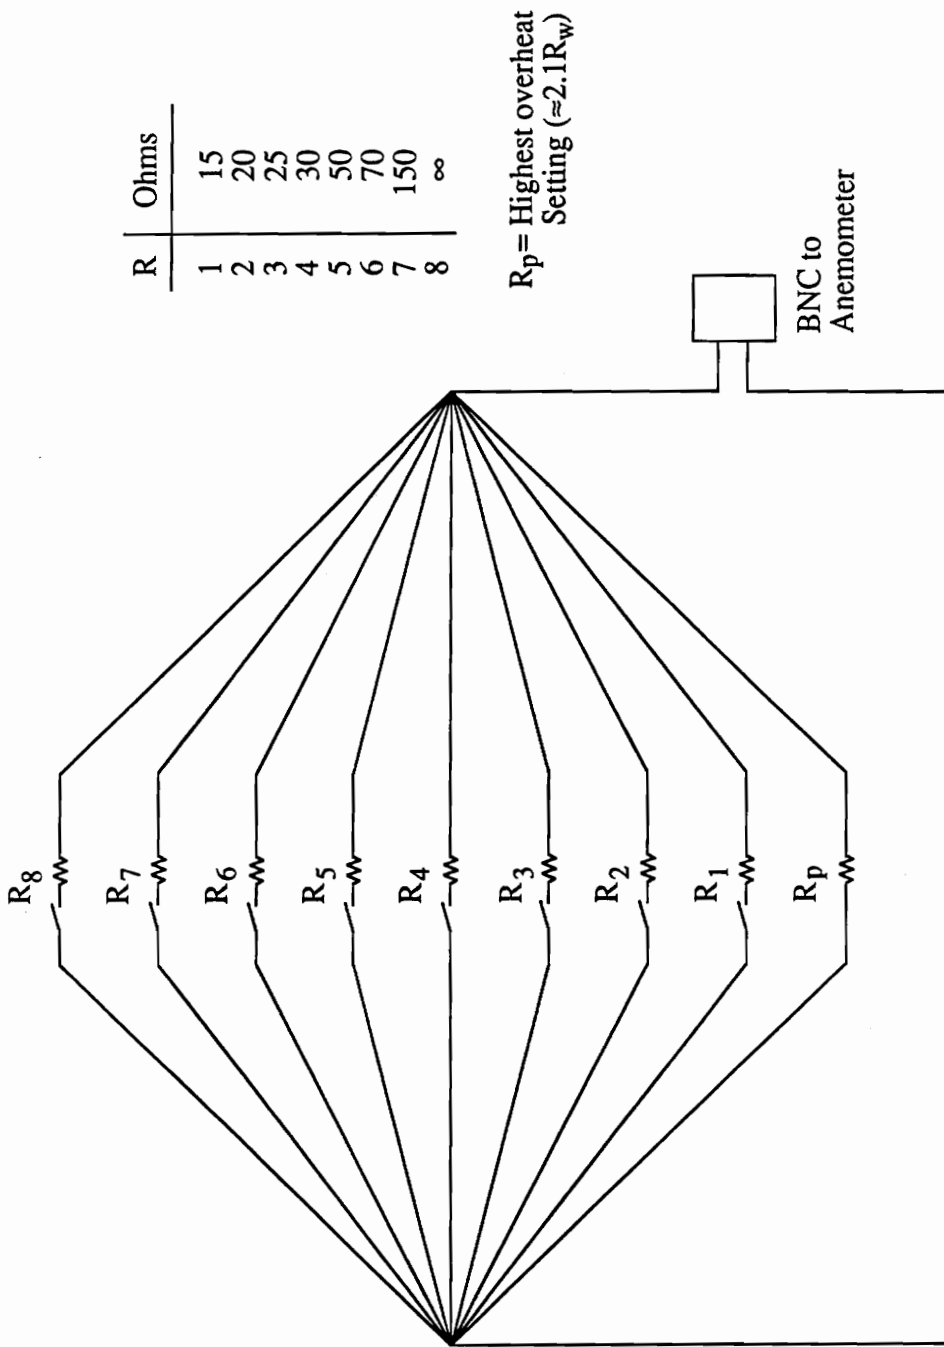 R8
R7
R6
R5
R4
R3
R2
R1
Rp
R Ohms
1 15
2 20
3 25
4 30
5 50
6 70
7 150
8 ∞
Rp= Highest overheat
Setting (≈2.1Rw)
BNC to
Anemometer